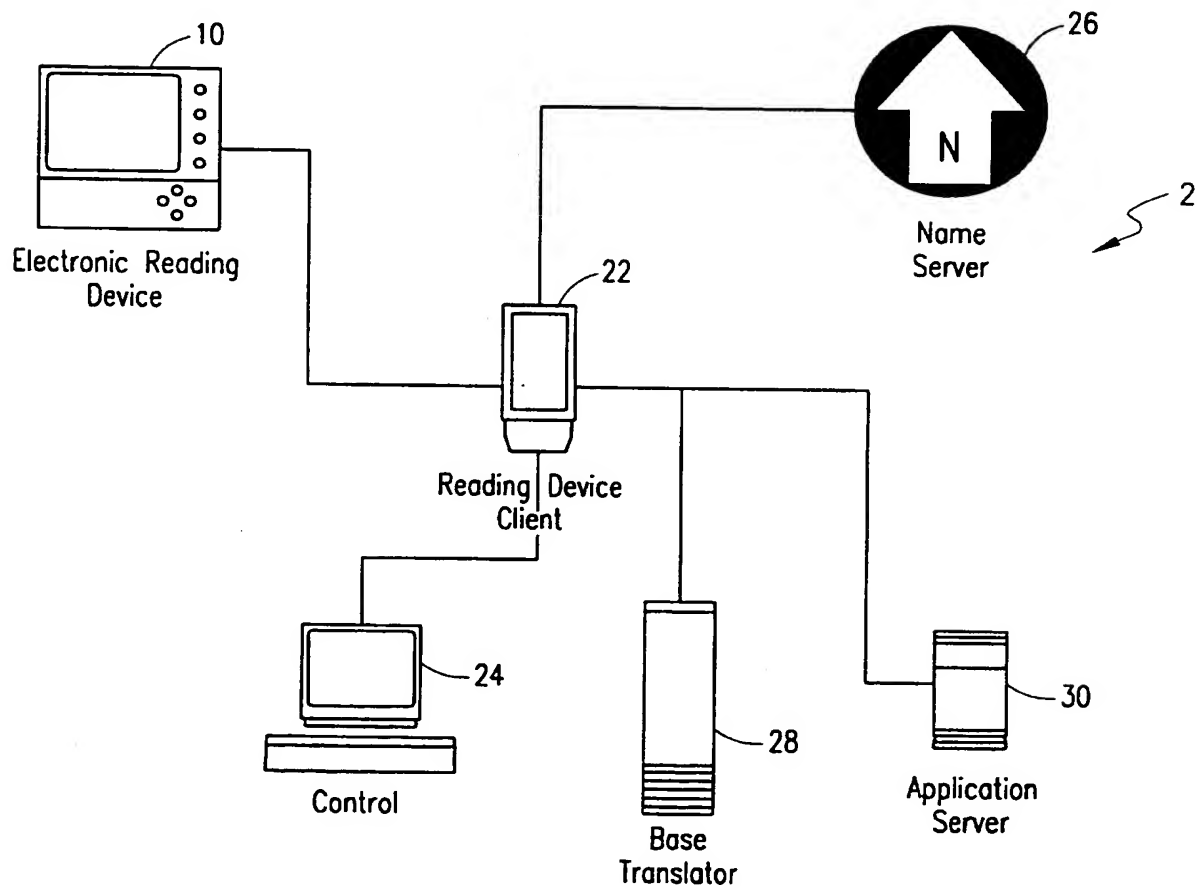 10
26
N
2
Name
Server
Electronic Reading
Device
22
Reading Device
Client
24
Control
28
Base
Translator
30
Application
Server